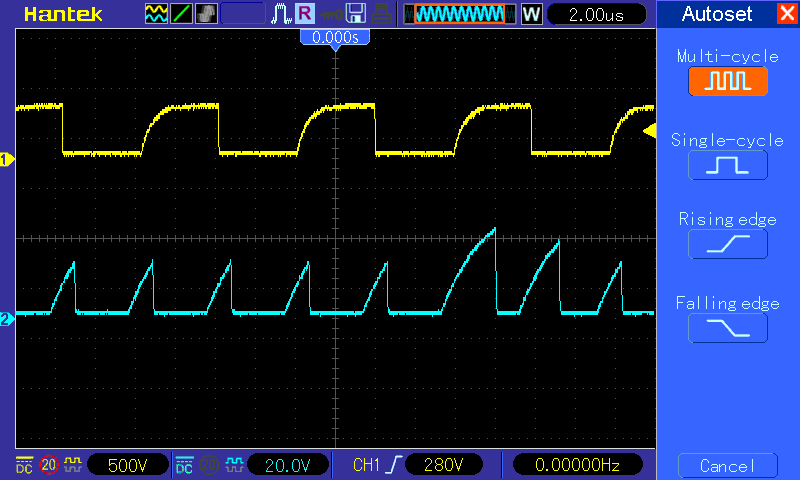 Hantek
R
W
2.00us
Autoset
X
0.000s
Multi-cycle
Single-cycle
Rising edge
Falling edge
1
2
DC 20 500V
DC 20 20.0V
CH1 280V
0.00000Hz
Cancel